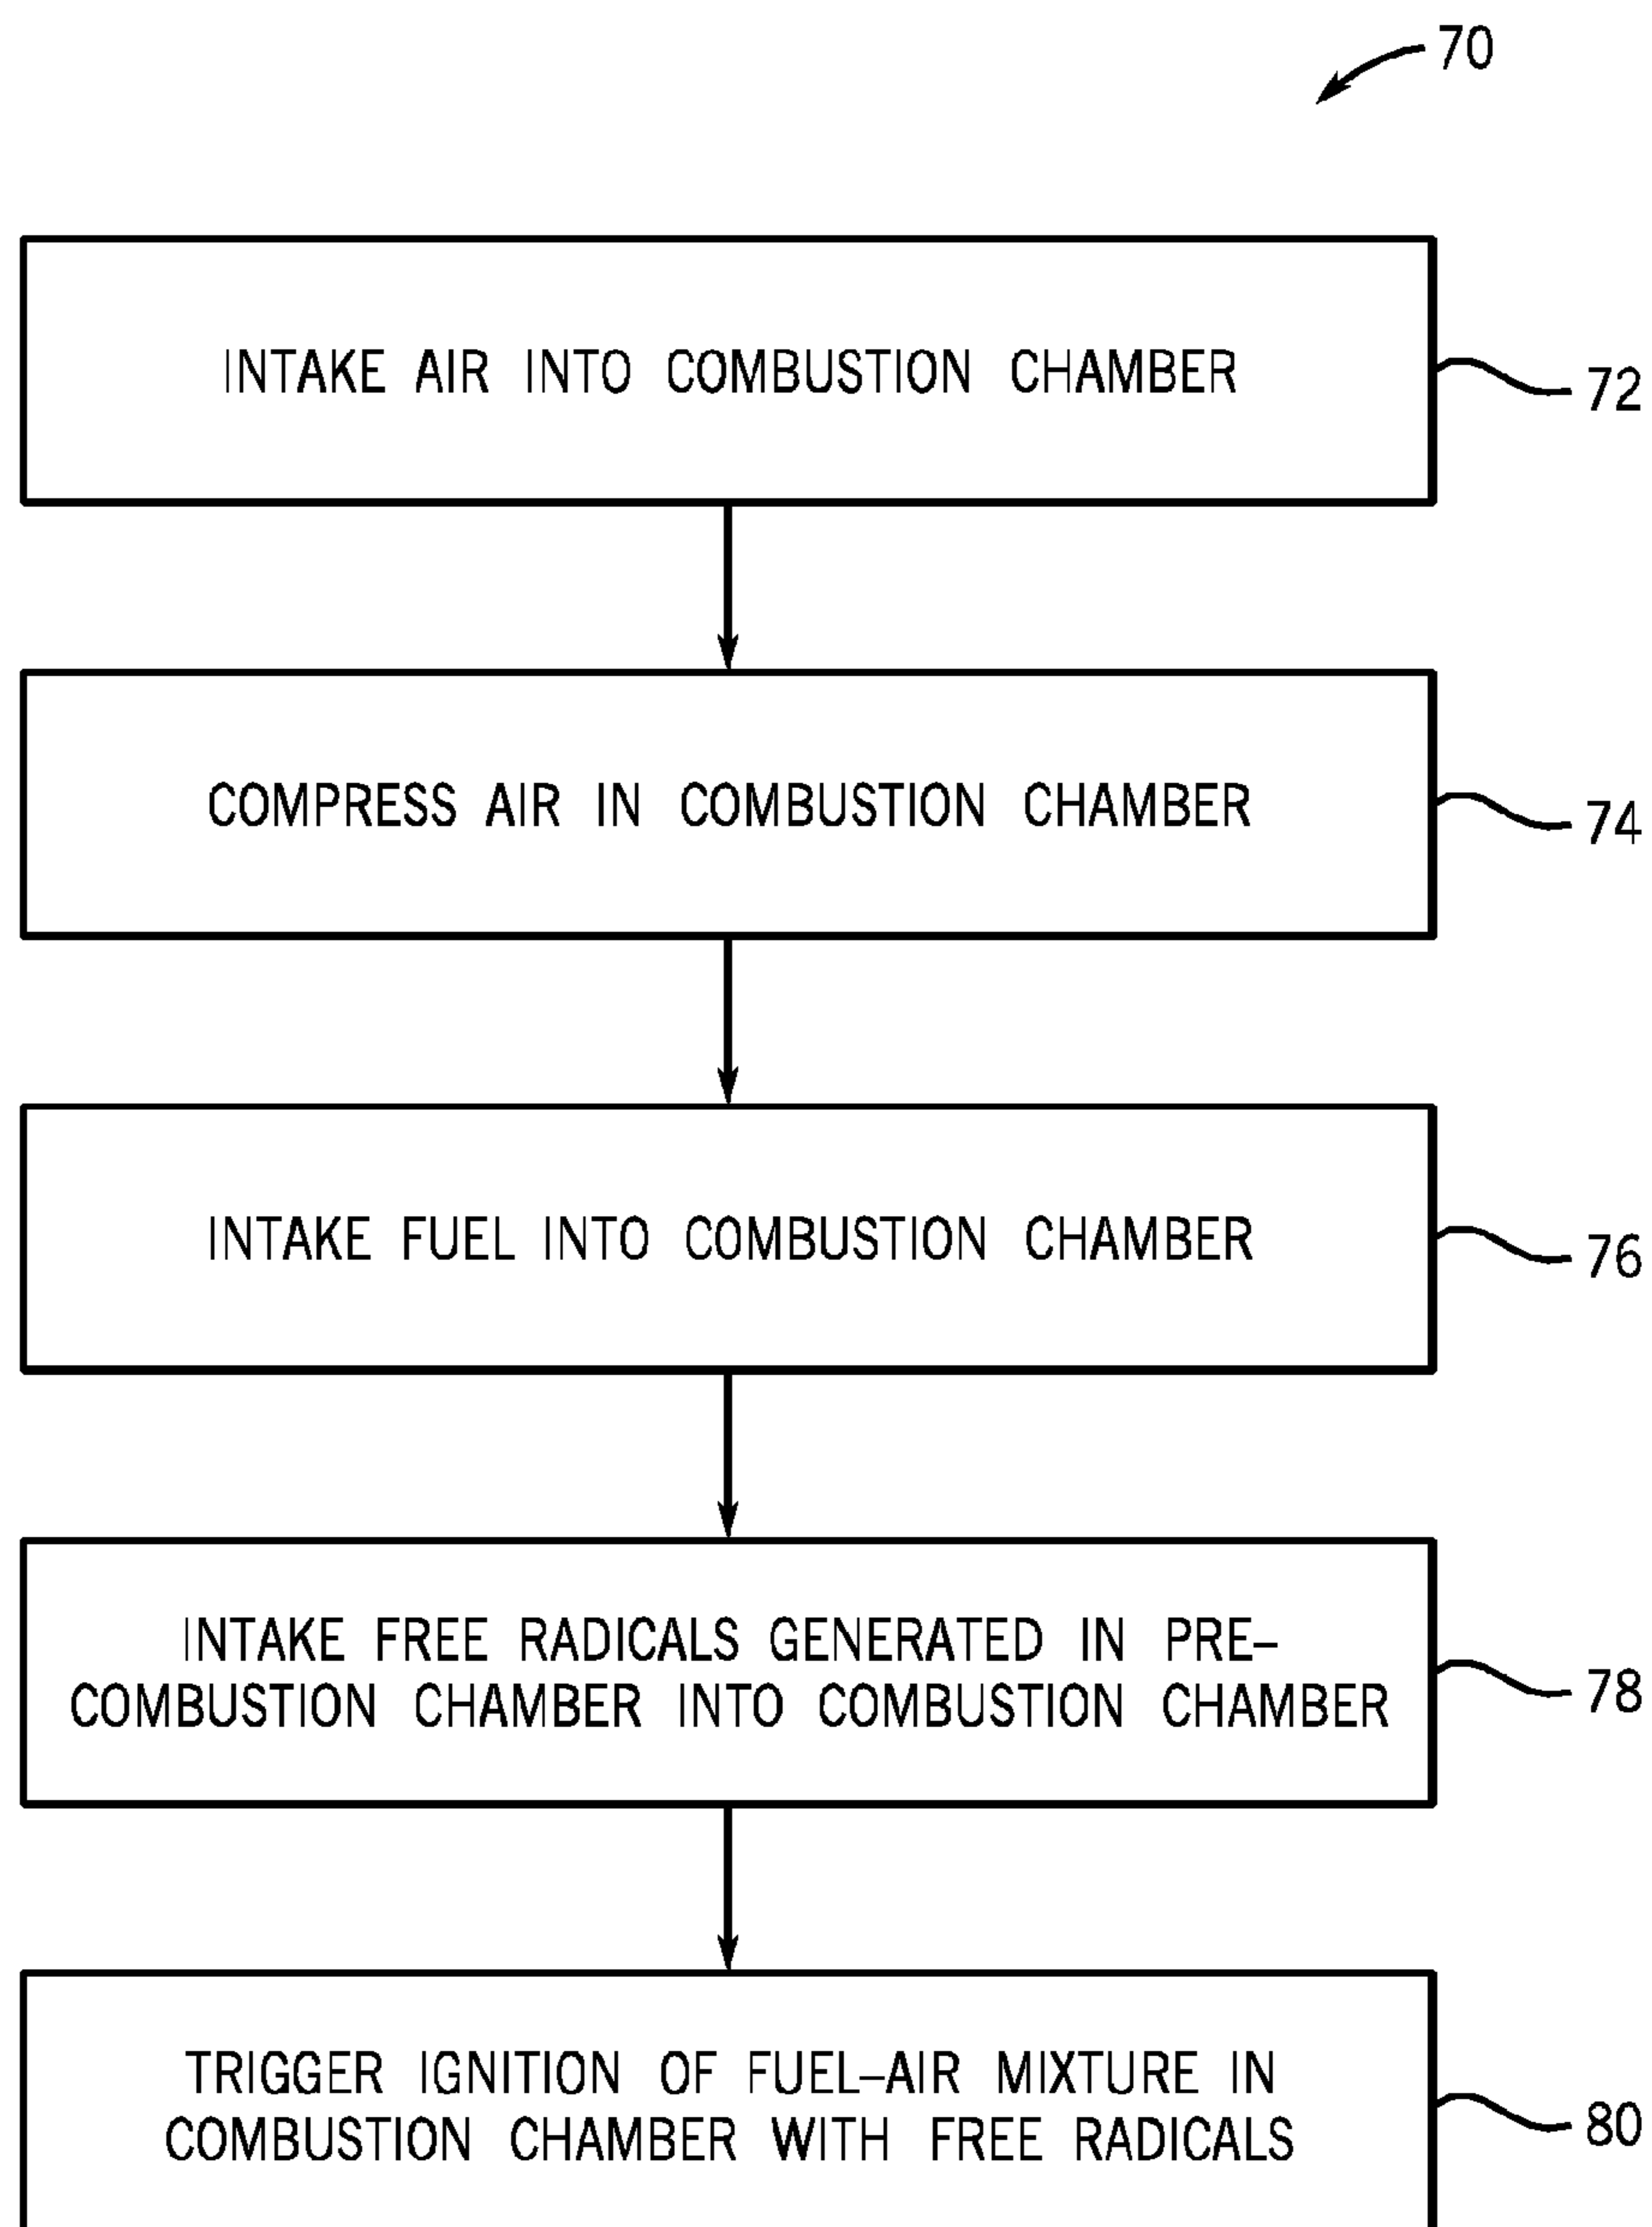 70
INTAKE AIR INTO COMBUSTION CHAMBER
72
COMPRESS AIR IN COMBUSTION CHAMBER
74
INTAKE FUEL INTO COMBUSTION CHAMBER
76
INTAKE FREE RADICALS GENERATED IN PRE–
COMBUSTION CHAMBER INTO COMBUSTION CHAMBER
78
TRIGGER IGNITION OF FUEL–AIR MIXTURE IN
COMBUSTION CHAMBER WITH FREE RADICALS
80